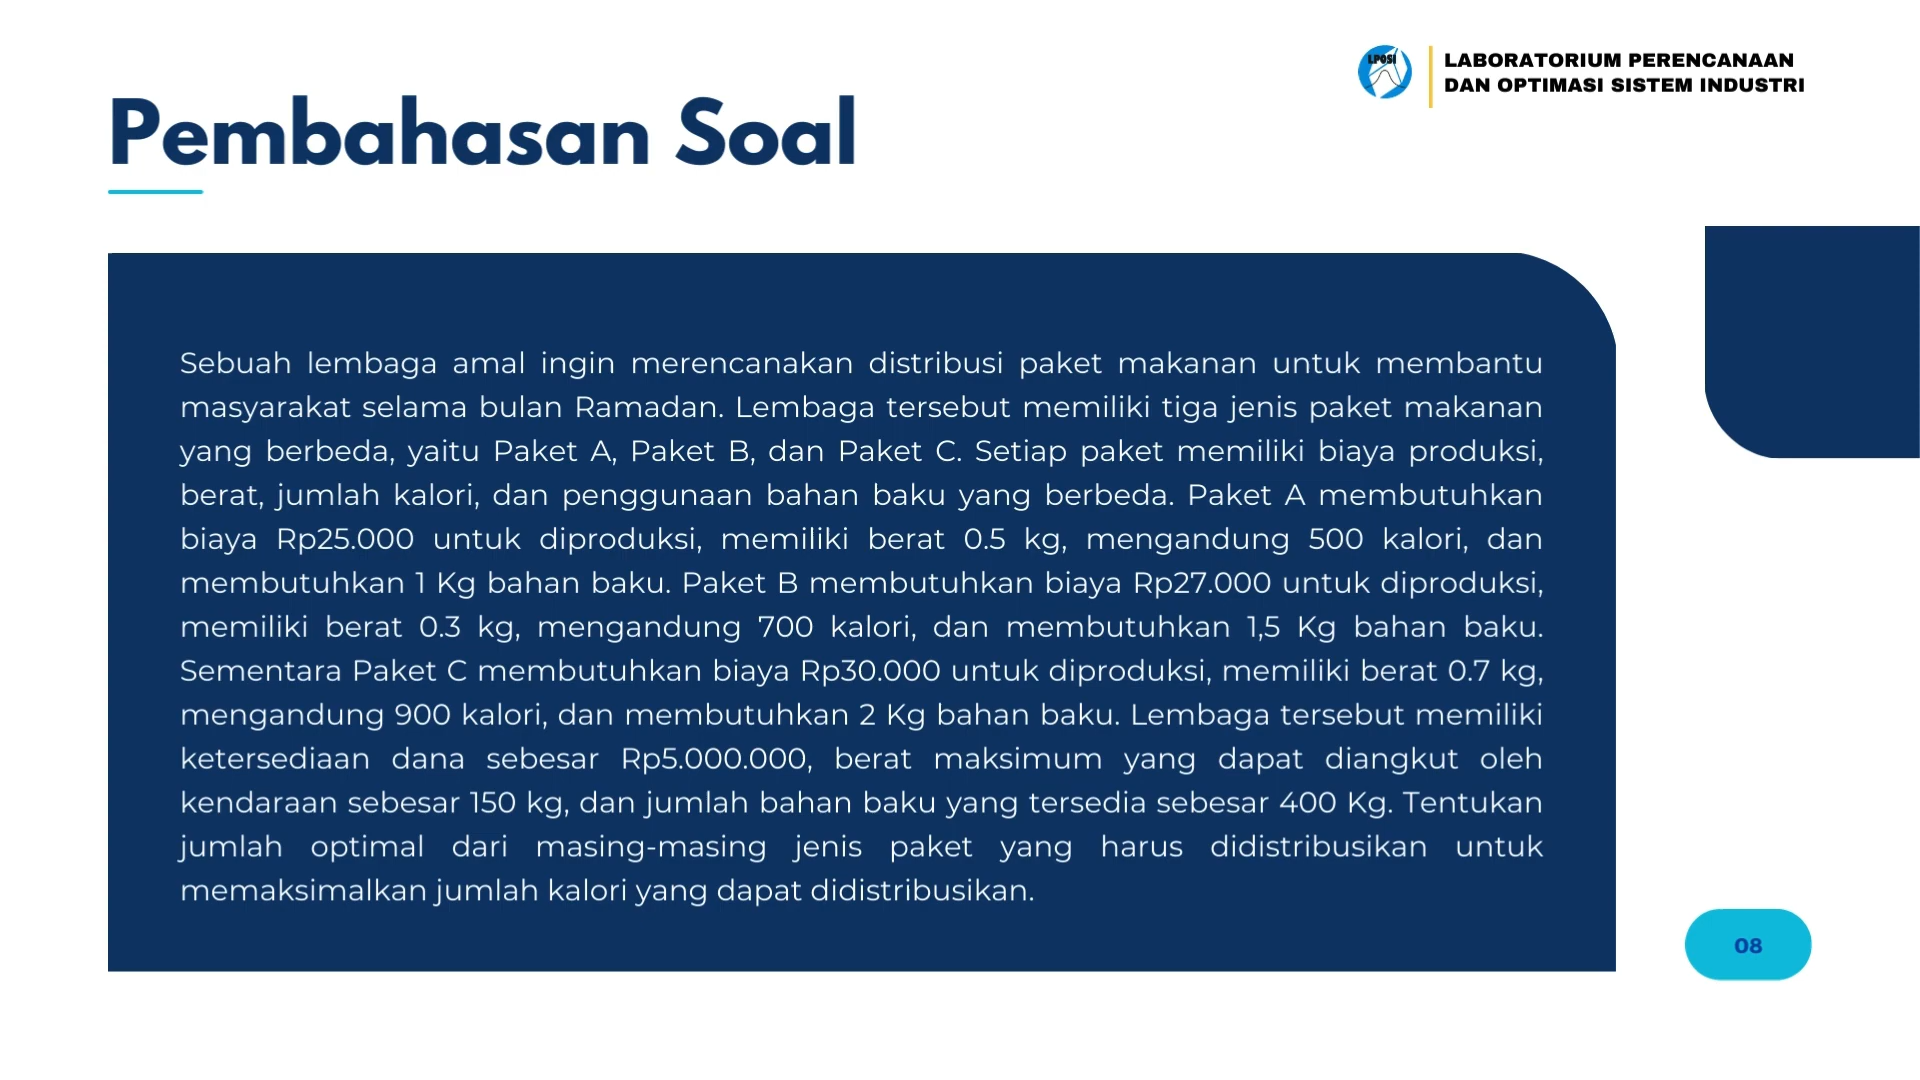 LPOSI
LABORATORIUM PERENCANAAN
DAN OPTIMASI SISTEM INDUSTRI
Pembahasan Soal
Sebuah lembaga amal ingin merencanakan distribusi paket makanan untuk membantu
masyarakat selama bulan Ramadan. Lembaga tersebut memiliki tiga jenis paket makanan
yang berbeda, yaitu Paket A, Paket B, dan Paket C. Setiap paket memiliki biaya produksi,
berat, jumlah kalori, dan penggunaan bahan baku yang berbeda. Paket A membutuhkan
biaya Rp25.000 untuk diproduksi, memiliki berat 0.5 kg, mengandung 500 kalori, dan
membutuhkan 1 Kg bahan baku. Paket B membutuhkan biaya Rp27.000 untuk diproduksi,
memiliki berat 0.3 kg, mengandung 700 kalori, dan membutuhkan 1,5 Kg bahan baku.
Sementara Paket C membutuhkan biaya Rp30.000 untuk diproduksi, memiliki berat 0.7 kg,
mengandung 900 kalori, dan membutuhkan 2 Kg bahan baku. Lembaga tersebut memiliki
ketersediaan dana sebesar Rp5.000.000, berat maksimum yang dapat diangkut oleh
kendaraan sebesar 150 kg, dan jumlah bahan baku yang tersedia sebesar 400 Kg. Tentukan
jumlah optimal dari masing-masing jenis paket yang harus didistribusikan untuk
memaksimalkan jumlah kalori yang dapat didistribusikan.
08